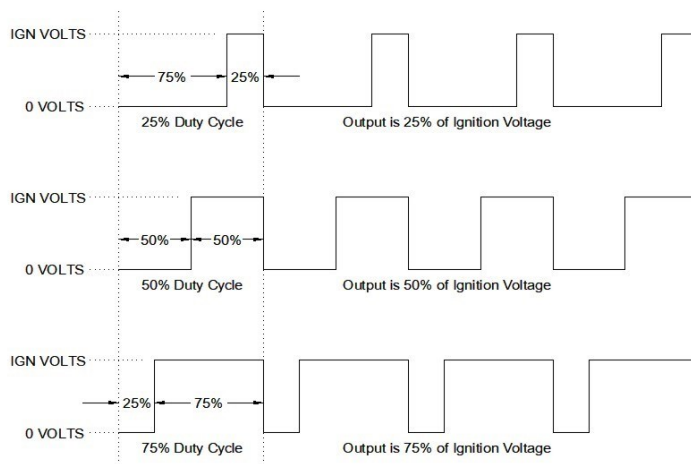 IGN VOLTS
75% 25%
0 VOLTS
25% Duty Cycle Output is 25% of Ignition Voltage
IGN VOLTS
50% 50%
0 VOLTS
50% Duty Cycle Output is 50% of Ignition Voltage
IGN VOLTS
25% 75%
0 VOLTS
75% Duty Cycle Output is 75% of Ignition Voltage